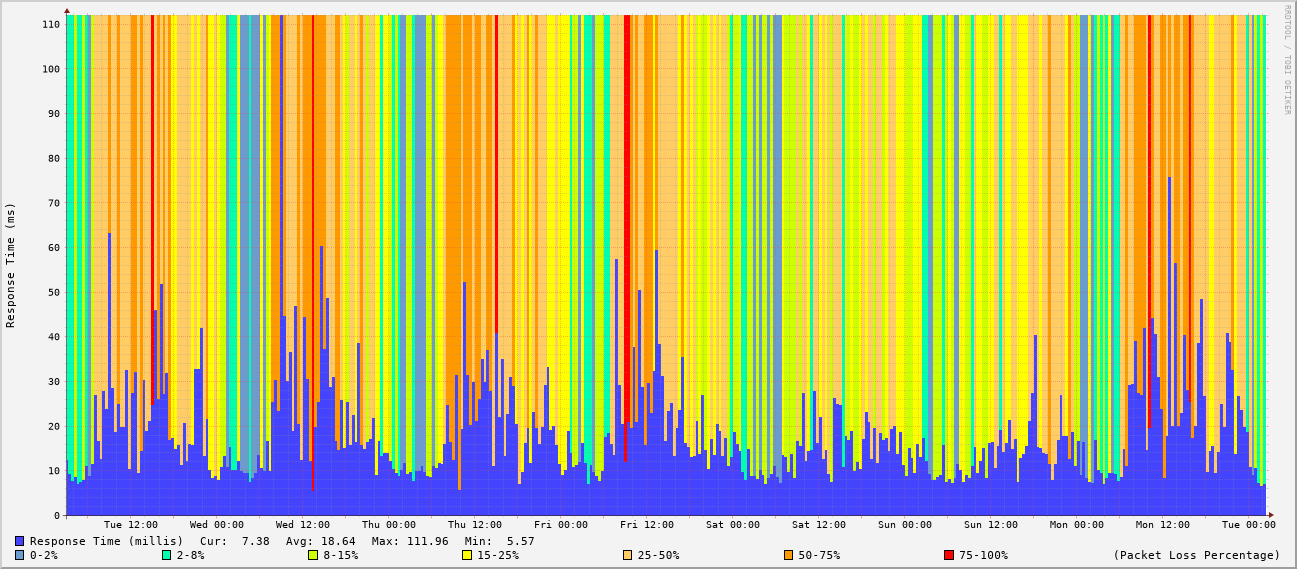 RRDTOOL / TOBI OETIKER
Response Time (ms)
110
100
90
80
70
60
50
40
30
20
10
0
Tue 12:00 Wed 00:00 Wed 12:00 Thu 00:00 Thu 12:00 Fri 00:00 Fri 12:00 Sat 00:00 Sat 12:00 Sun 00:00 Sun 12:00 Mon 00:00 Mon 12:00 Tue 00:00
Response Time (millis) Cur: 7.38 Avg: 18.64 Max: 111.96 Min: 5.57
0-2% 2-8% 8-15% 15-25% 25-50% 50-75% 75-100% (Packet Loss Percentage)